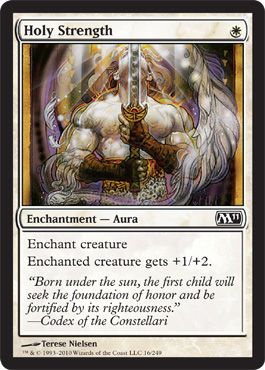 Holy Strength
Enchantment — Aura
M11
Enchant creature
Enchanted creature gets +1/+2.
“Born under the sun, the first child will
seek the foundation of honor and be
fortified by its righteousness.”
—Codex of the Constellari
Terese Nielsen
™ & © 1993–2010 Wizards of the Coast LLC 16/249